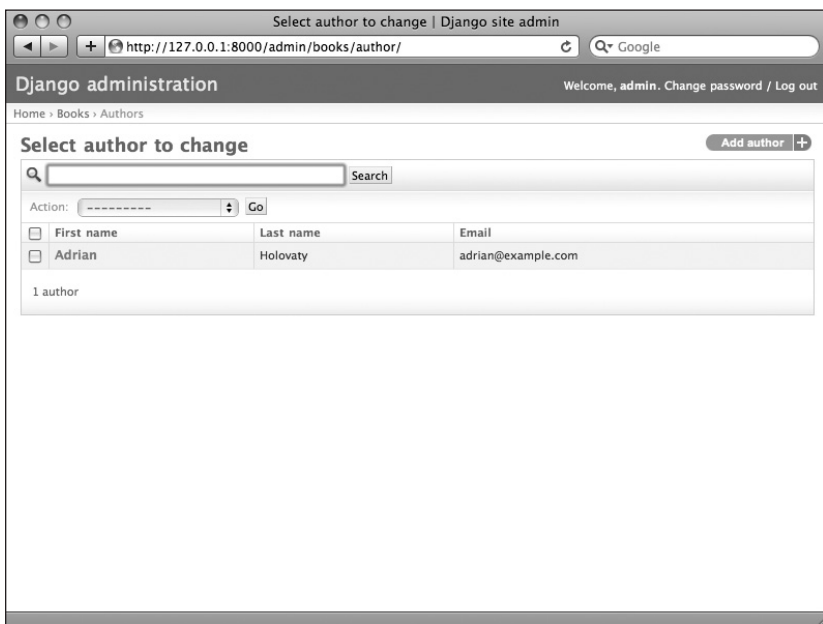 Select author to change | Django site admin
http://127.0.0.1:8000/admin/books/author/
Google
Django administration
Welcome, admin. Change password / Log out
Home › Books › Authors
Select author to change
Add author +
Search
Action: --------- Go
First name Last name Email
Adrian Holovaty adrian@example.com
1 author